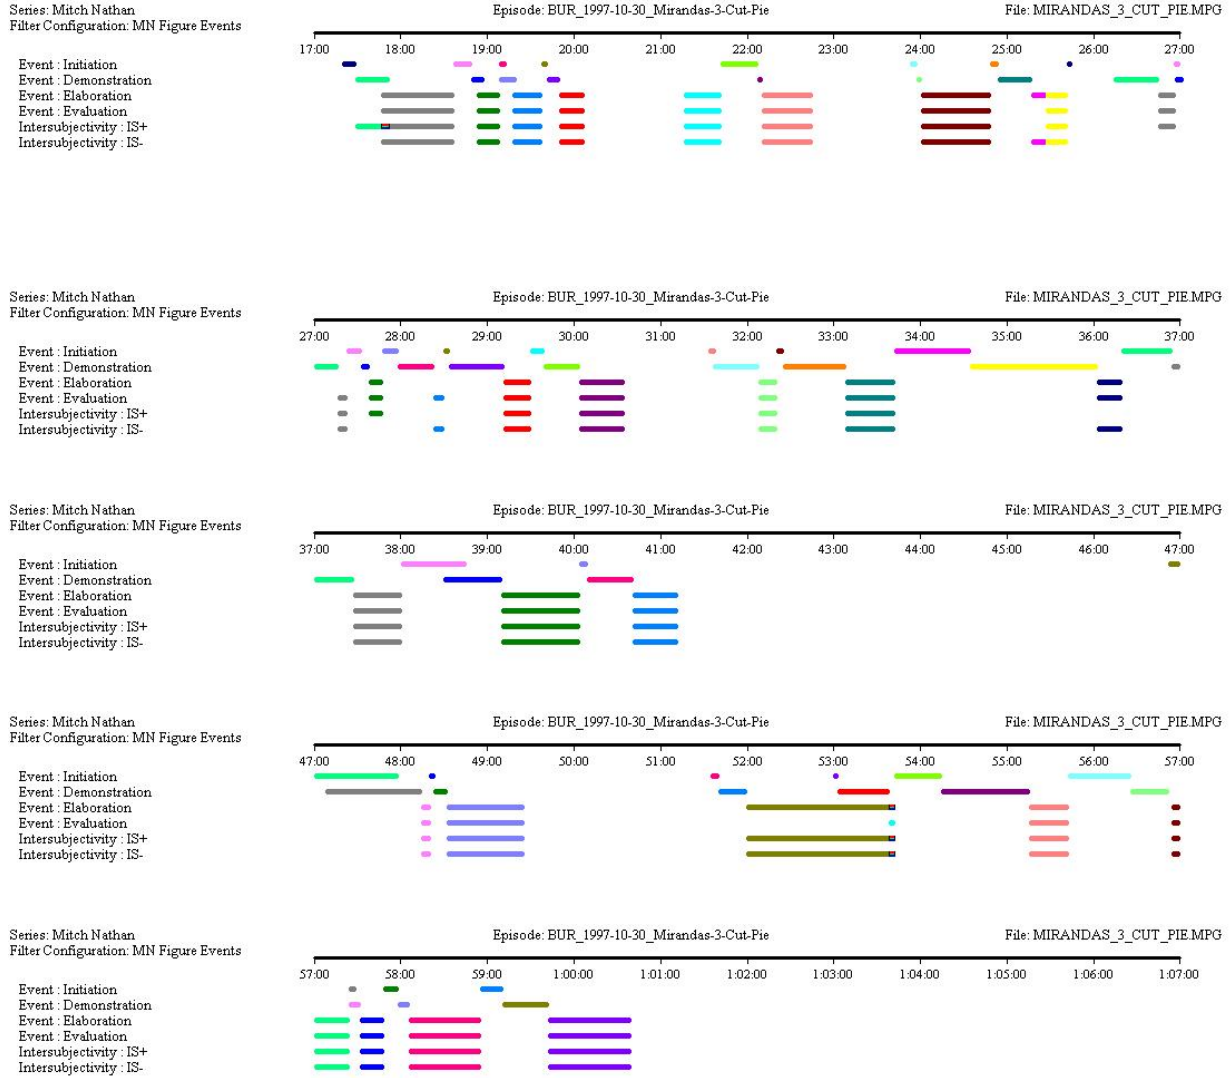 Series: Mitch Nathan Episode: BUR_1997-10-30_Mirandas-3-Cut-Pie File: MIRANDAS_3_CUT_PIE.MPG
Filter Configuration: MN Figure Events
17:00 18:00 19:00 20:00 21:00 22:00 23:00 24:00 25:00 26:00 27:00
Event : Initiation
Event : Demonstration
Event : Elaboration
Event : Evaluation
Intersubjectivity : IS+
Intersubjectivity : IS-
Series: Mitch Nathan Episode: BUR_1997-10-30_Mirandas-3-Cut-Pie File: MIRANDAS_3_CUT_PIE.MPG
Filter Configuration: MN Figure Events
27:00 28:00 29:00 30:00 31:00 32:00 33:00 34:00 35:00 36:00 37:00
Event : Initiation
Event : Demonstration
Event : Elaboration
Event : Evaluation
Intersubjectivity : IS+
Intersubjectivity : IS-
Series: Mitch Nathan Episode: BUR_1997-10-30_Mirandas-3-Cut-Pie File: MIRANDAS_3_CUT_PIE.MPG
Filter Configuration: MN Figure Events
37:00 38:00 39:00 40:00 41:00 42:00 43:00 44:00 45:00 46:00 47:00
Event : Initiation
Event : Demonstration
Event : Elaboration
Event : Evaluation
Intersubjectivity : IS+
Intersubjectivity : IS-
Series: Mitch Nathan Episode: BUR_1997-10-30_Mirandas-3-Cut-Pie File: MIRANDAS_3_CUT_PIE.MPG
Filter Configuration: MN Figure Events
47:00 48:00 49:00 50:00 51:00 52:00 53:00 54:00 55:00 56:00 57:00
Event : Initiation
Event : Demonstration
Event : Elaboration
Event : Evaluation
Intersubjectivity : IS+
Intersubjectivity : IS-
Series: Mitch Nathan Episode: BUR_1997-10-30_Mirandas-3-Cut-Pie File: MIRANDAS_3_CUT_PIE.MPG
Filter Configuration: MN Figure Events
57:00 58:00 59:00 1:00:00 1:01:00 1:02:00 1:03:00 1:04:00 1:05:00 1:06:00 1:07:00
Event : Initiation
Event : Demonstration
Event : Elaboration
Event : Evaluation
Intersubjectivity : IS+
Intersubjectivity : IS-